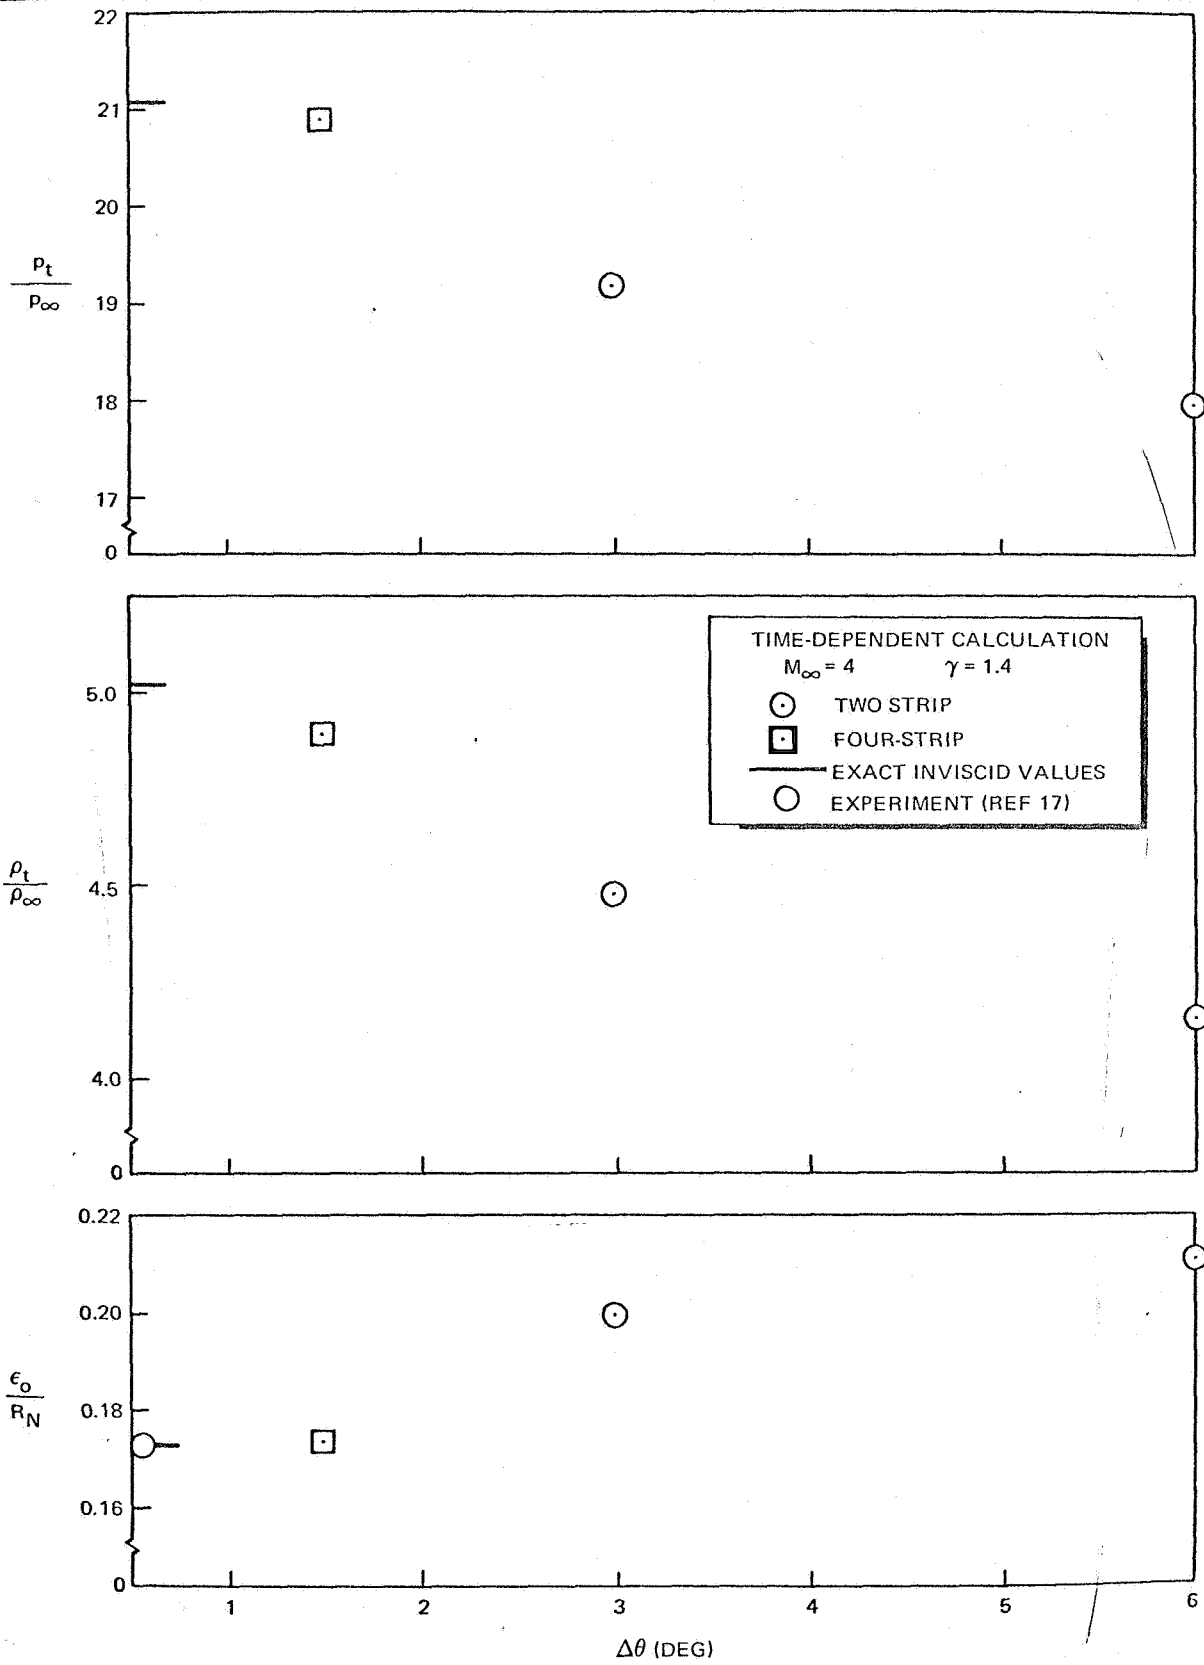 22
21
20
p_t
p_∞
19
18
17
0
TIME-DEPENDENT CALCULATION
M_∞ = 4 γ = 1.4
TWO STRIP
FOUR-STRIP
EXACT INVISCID VALUES
EXPERIMENT (REF 17)
5.0
ρ_t
ρ_∞
4.5
4.0
0
0.22
0.20
ϵ_o
R_N
0.18
0.16
0
1 2 3 4 5 6
Δθ (DEG)